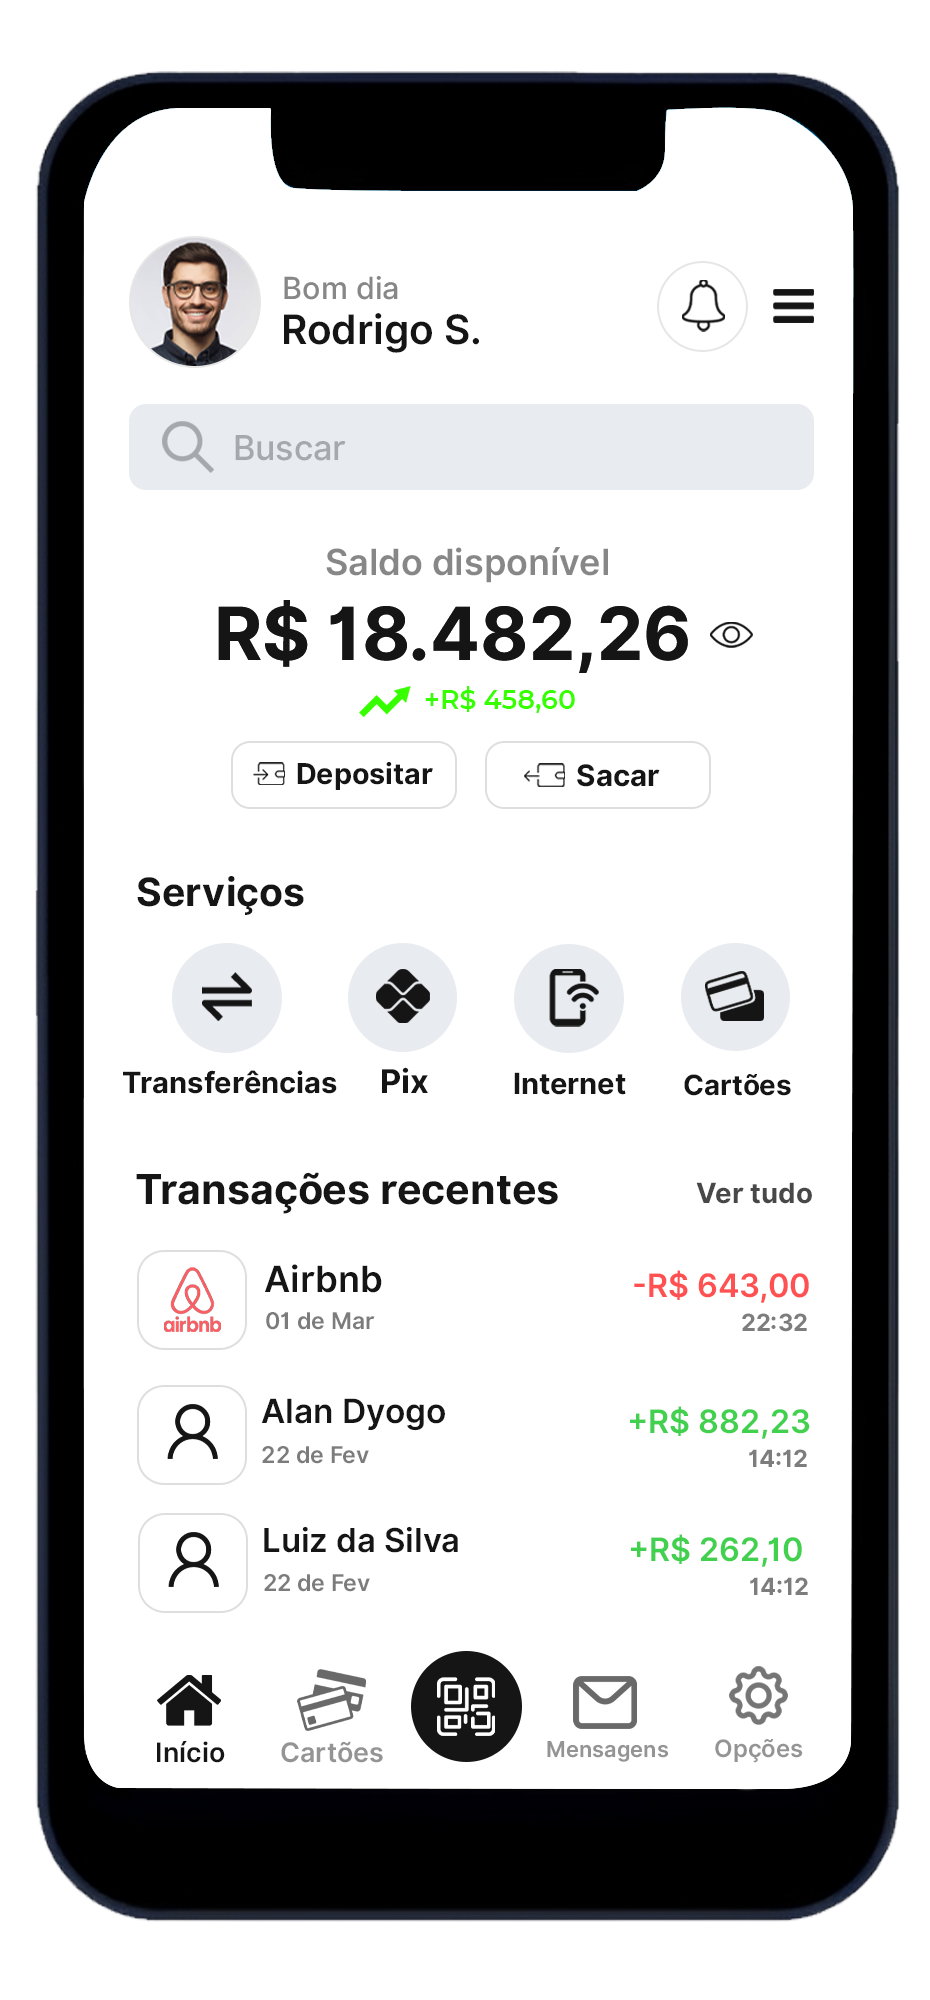 Bom dia
Rodrigo S.
Buscar
Saldo disponível
R$ 18.482,26
+R$ 458,60
Depositar
Sacar
Serviços
Transferências
Pix
Internet
Cartões
Transações recentes
Ver tudo
airbnb
Airbnb
-R$ 643,00
01 de Mar
22:32
Alan Dyogo
+R$ 882,23
22 de Fev
14:12
Luiz da Silva
+R$ 262,10
22 de Fev
14:12
Início
Cartões
Mensagens
Opções